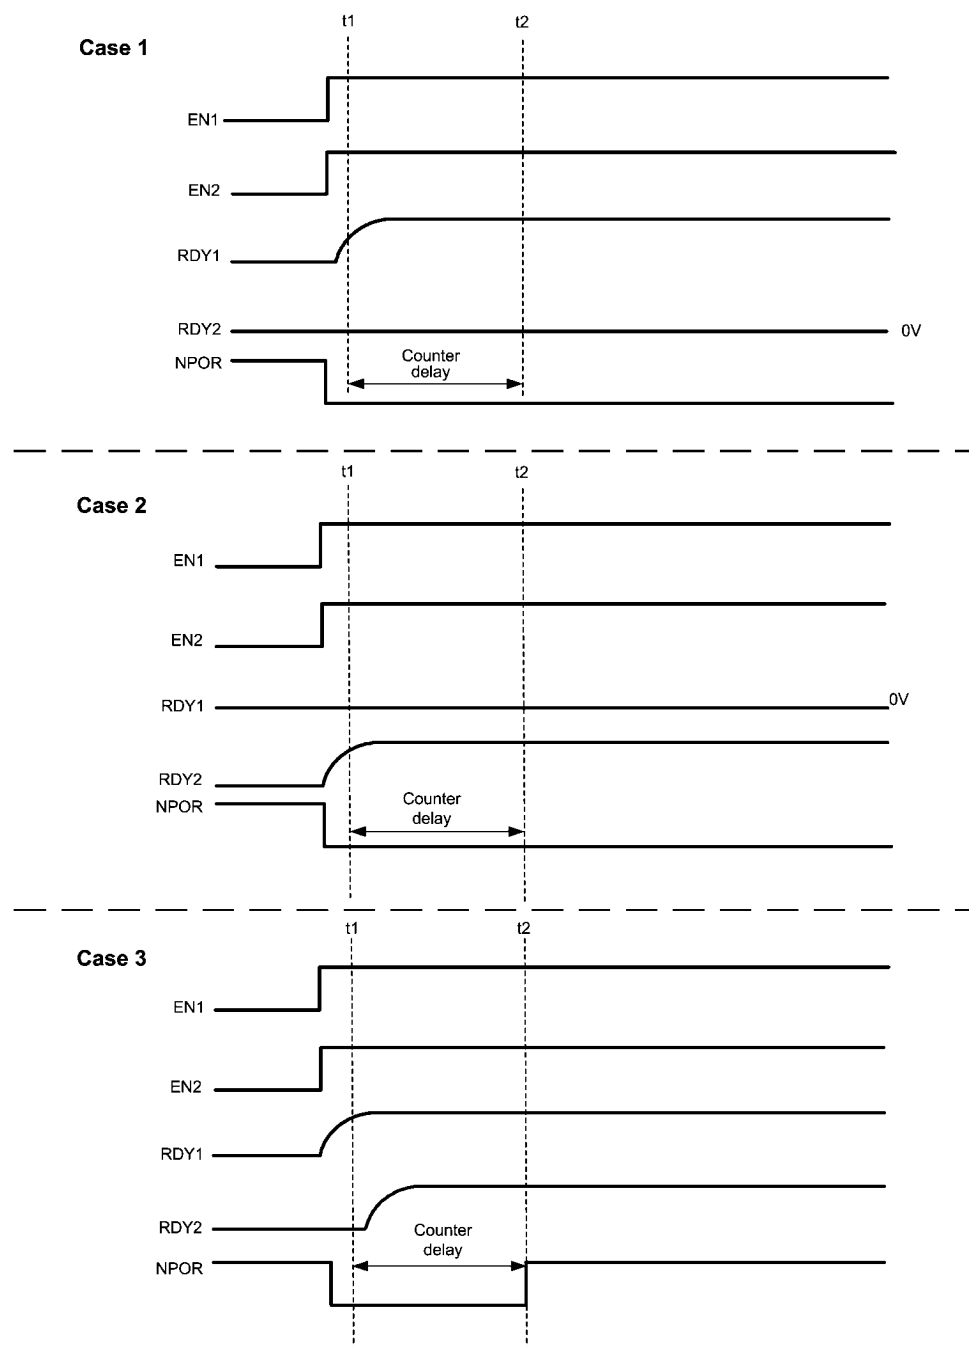 t1 t2
Case 1
EN1
EN2
RDY1
RDY2 0V
NPOR
Counter
delay
t1 t2
Case 2
EN1
EN2
RDY1 0V
RDY2
NPOR
Counter
delay
t1 t2
Case 3
EN1
EN2
RDY1
RDY2
Counter
delay
NPOR